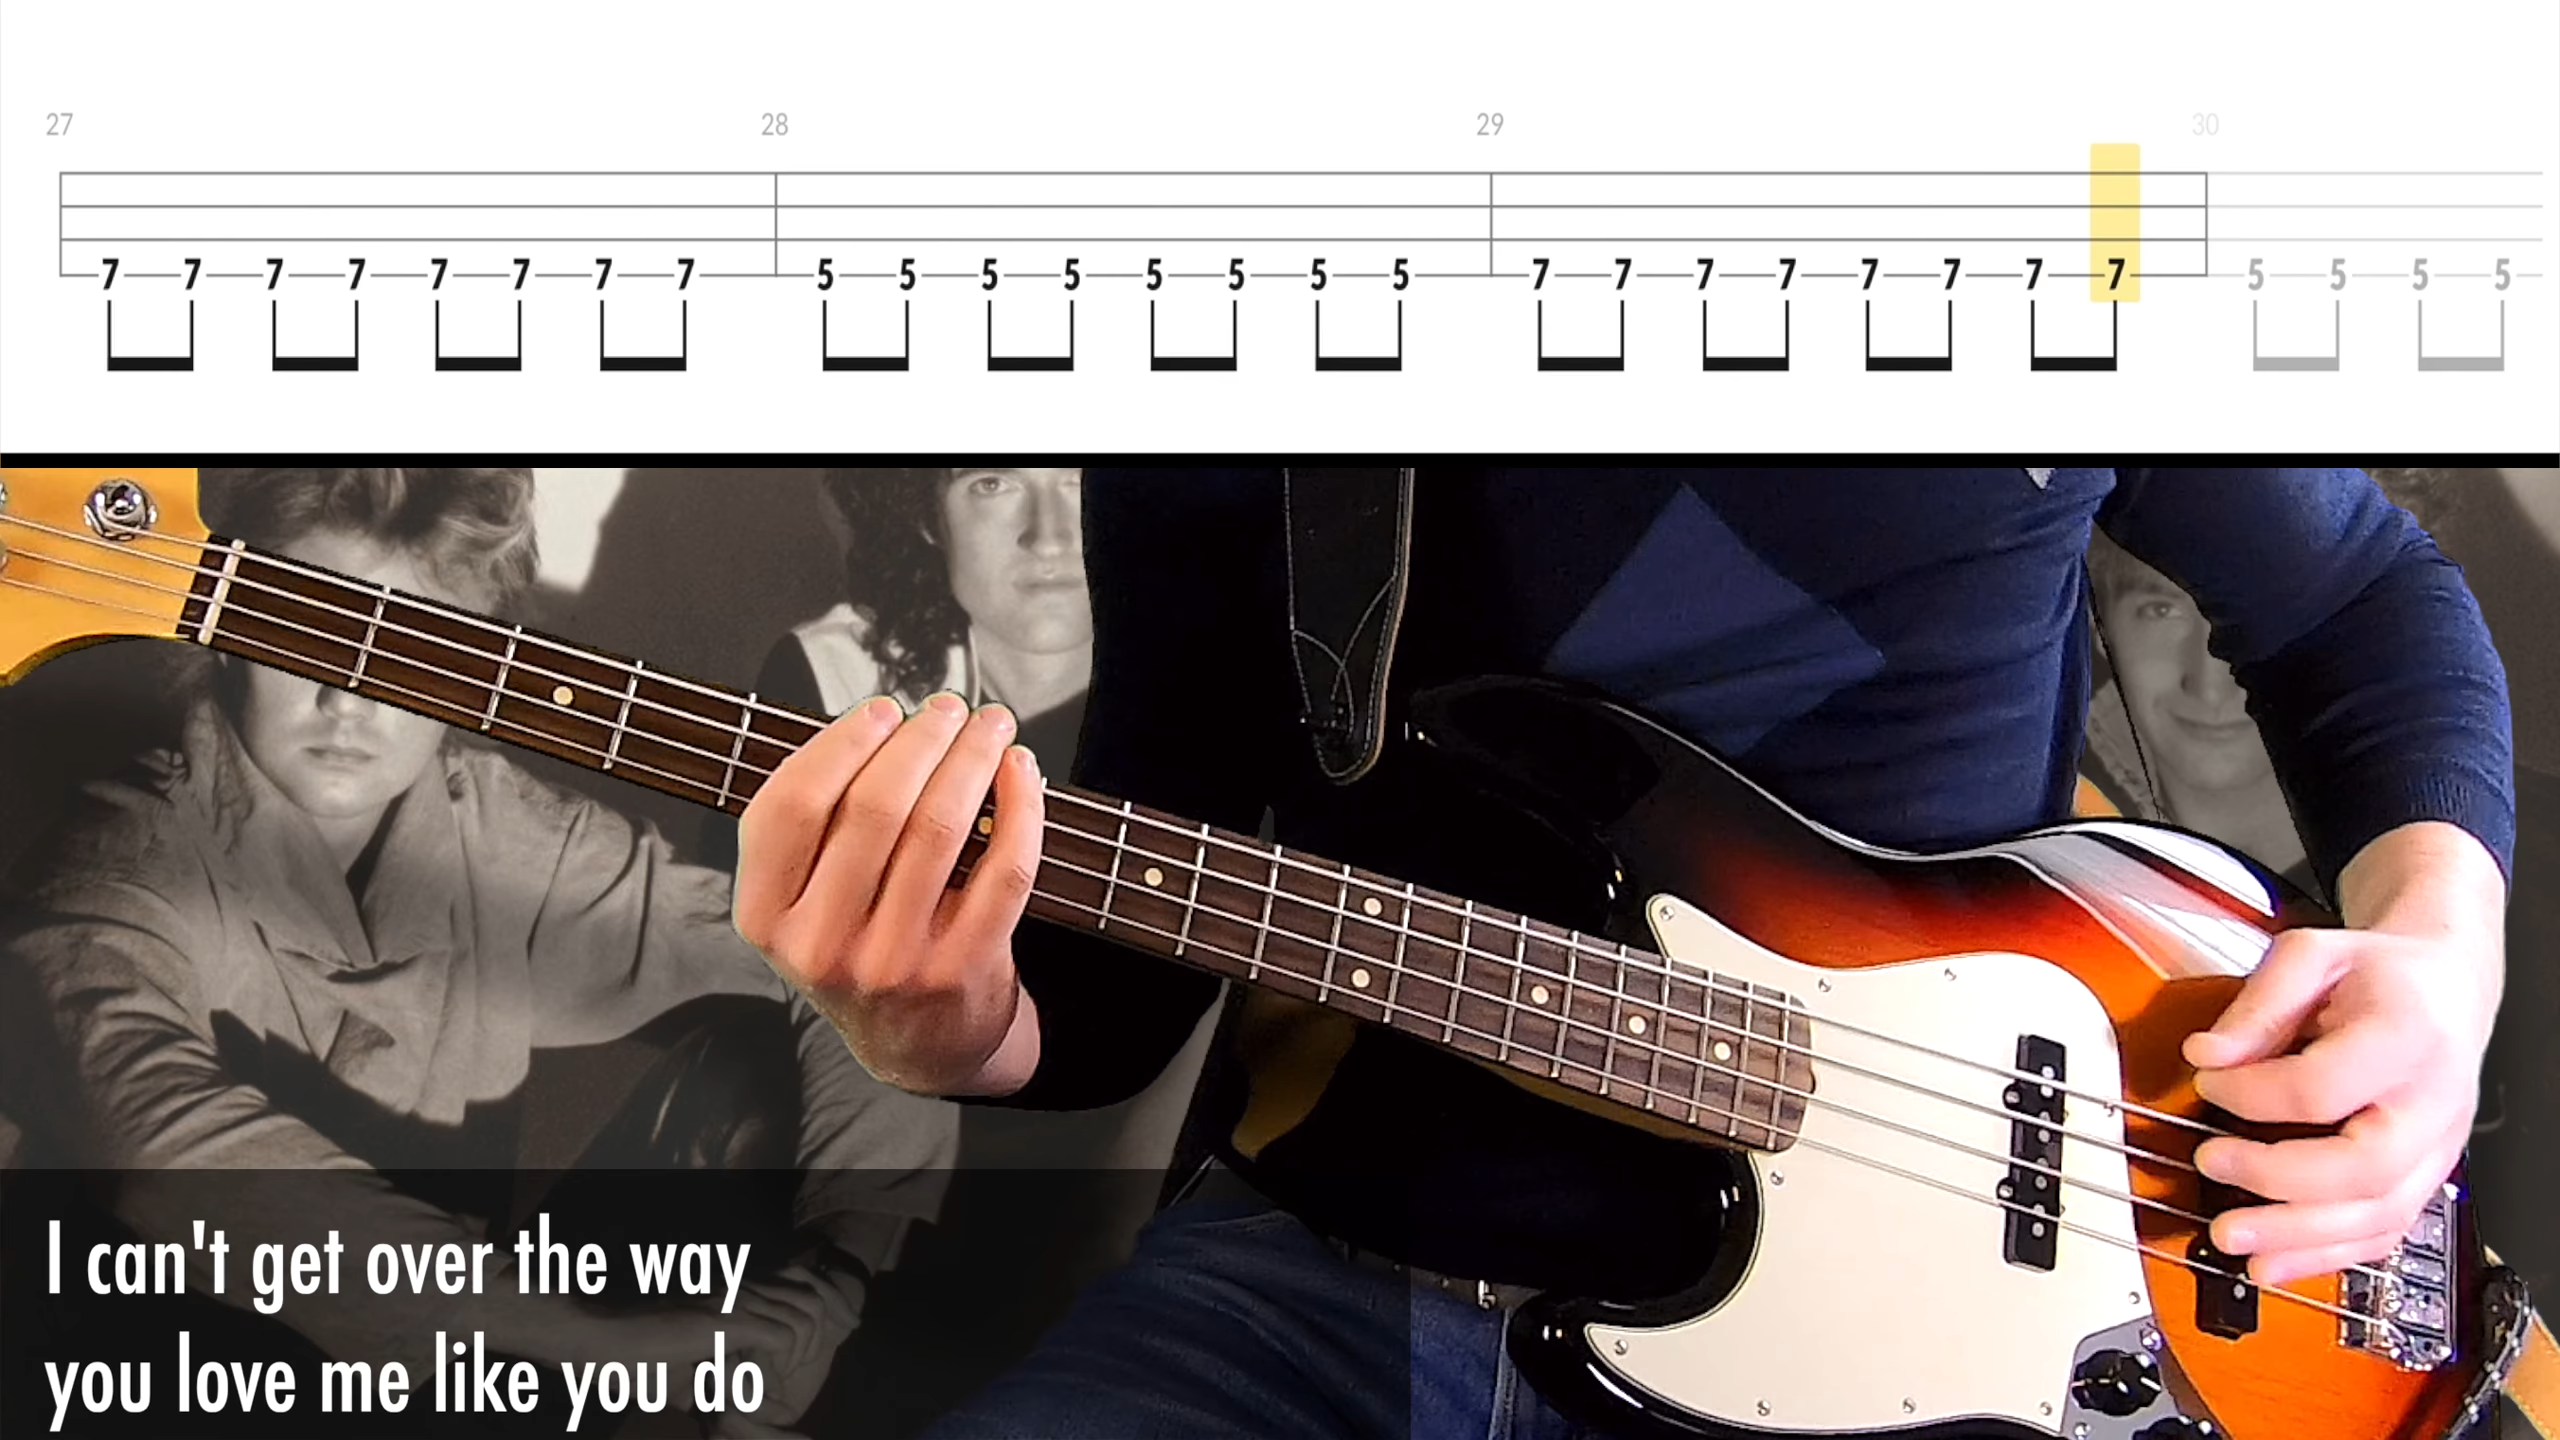 27 28 29 30
7 7 7 7 7 7 7 7 5 5 5 5 5 5 5 5 7 7 7 7 7 7 7 7 5 5 5 5
I can't get over the way
you love me like you do